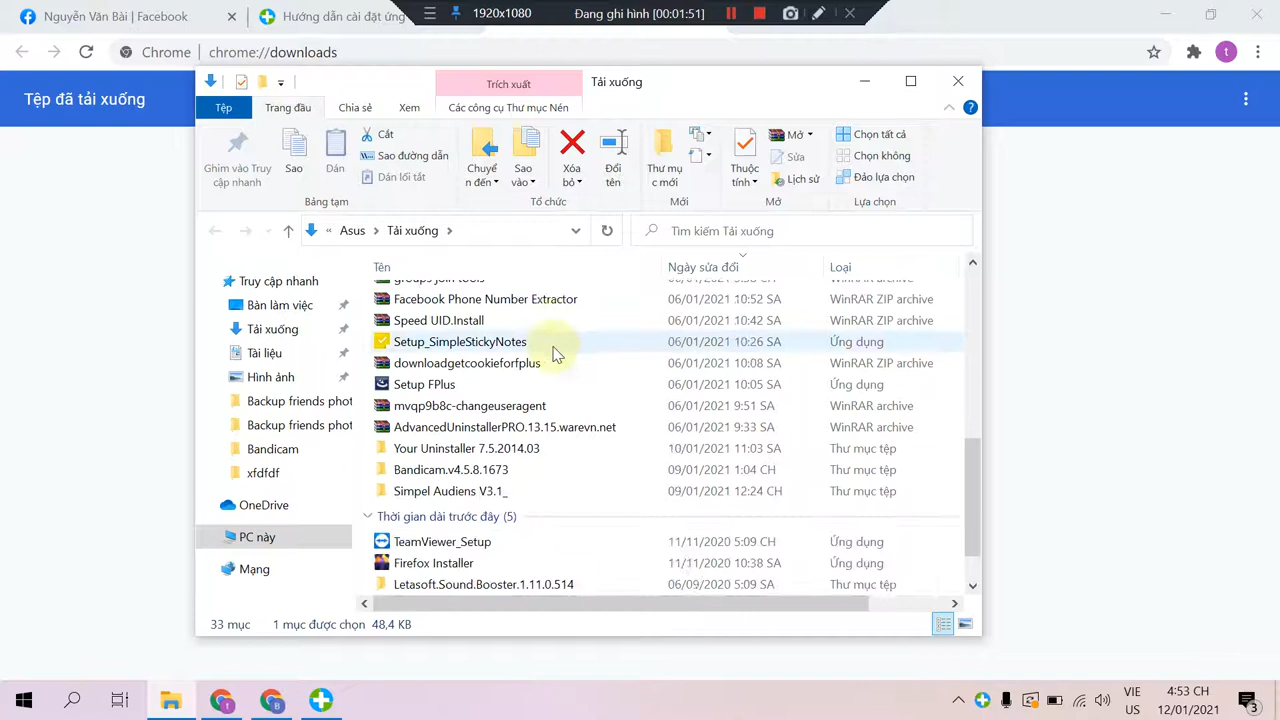 Nguyễn Văn Bài | Facebook
Hướng dẫn cài đặt ứng
1920x1080
Đang ghi hình [00:01:51]
Chrome | chrome://downloads
t
Tệp đã tải xuống
Trích xuất
Tải xuống
Tệp
Trang đầu
Chia sẻ
Xem
Các công cụ Thư mục Nén
Ghim vào Truy cập nhanh
Sao
Dán
Cắt
Sao đường dẫn
Dán lối tắt
Chuyển đến
Sao vào
Xóa bỏ
Đổi tên
Thư mục mới
Thuộc tính
Mở
Sửa
Lịch sử
Chọn tất cả
Chọn không
Đảo lựa chọn
Bảng tạm
Tổ chức
Mới
Mở
Lựa chọn
« Asus > Tải xuống >
Tìm kiếm Tải xuống
Tên
Ngày sửa đổi
Loại
Truy cập nhanh
Bàn làm việc
Tải xuống
Tài liệu
Hình ảnh
Backup friends phot
Backup friends phot
Bandicam
xfdfdf
OneDrive
PC này
Mạng
groups join tools
Facebook Phone Number Extractor 06/01/2021 10:52 SA WinRAR ZIP archive
Speed UID.Install 06/01/2021 10:42 SA WinRAR ZIP archive
Setup_SimpleStickyNotes 06/01/2021 10:26 SA Ứng dụng
downloadgetcookieforfplus 06/01/2021 10:08 SA WinRAR ZIP archive
Setup FPlus 06/01/2021 10:05 SA Ứng dụng
mvqp9b8c-changeuseragent 06/01/2021 9:51 SA WinRAR archive
AdvancedUninstallerPRO.13.15.warevn.net 06/01/2021 9:33 SA WinRAR archive
Your Uninstaller 7.5.2014.03 10/01/2021 11:03 SA Thư mục tệp
Bandicam.v4.5.8.1673 09/01/2021 1:04 CH Thư mục tệp
Simpel Audiens V3.1_ 09/01/2021 12:24 CH Thư mục tệp
Thời gian dài trước đây (5)
TeamViewer_Setup 11/11/2020 5:09 CH Ứng dụng
Firefox Installer 11/11/2020 10:38 SA Ứng dụng
Letasoft.Sound.Booster.1.11.0.514 06/09/2020 5:09 SA Thư mục tệp
33 mục
1 mục được chọn 48,4 KB
VIE
US
4:53 CH
12/01/2021
3